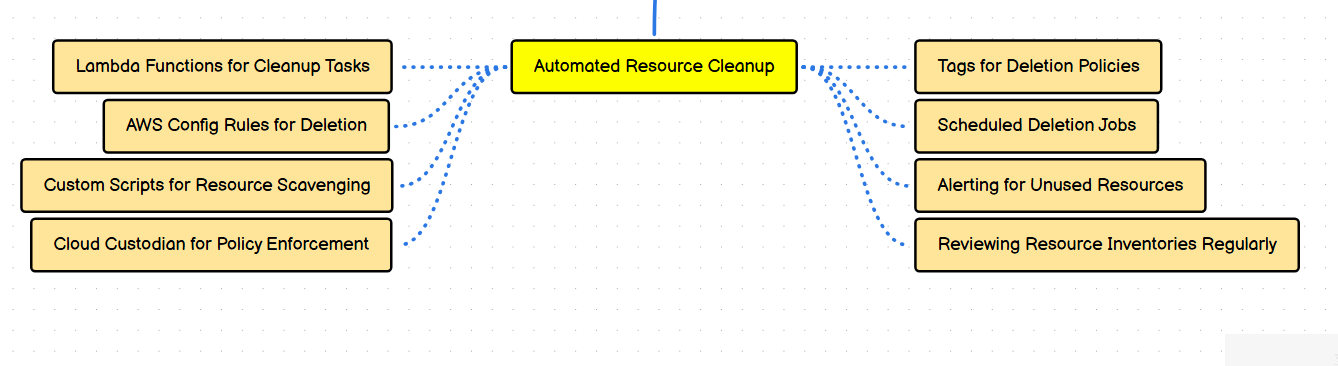 Lambda Functions for Cleanup Tasks
Automated Resource Cleanup
Tags for Deletion Policies
AWS Config Rules for Deletion
Scheduled Deletion Jobs
Custom Scripts for Resource Scavenging
Alerting for Unused Resources
Cloud Custodian for Policy Enforcement
Reviewing Resource Inventories Regularly